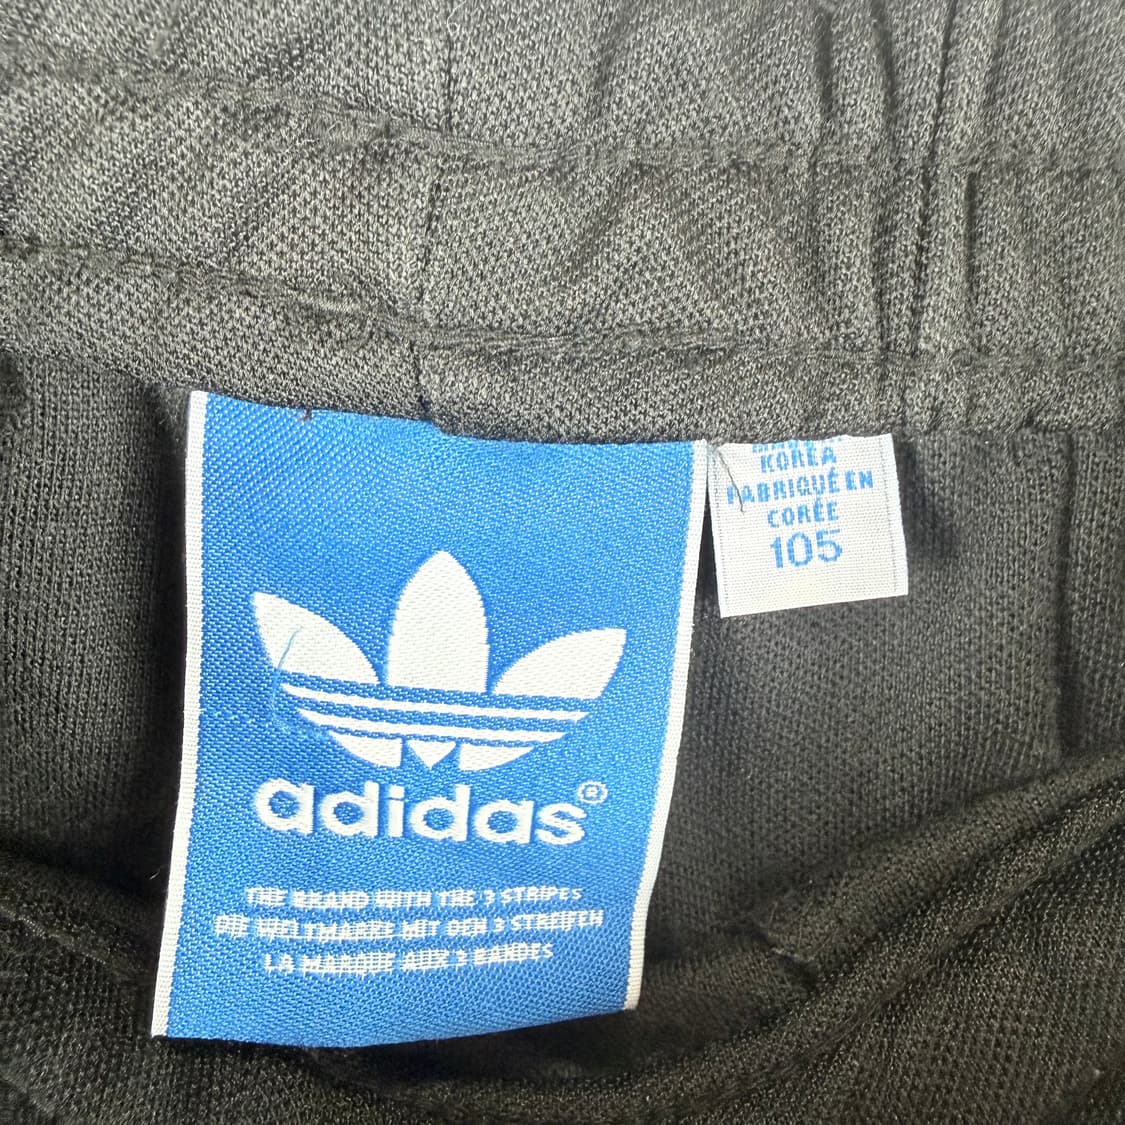 adidas®
THE BRAND WITH THE 3 STRIPES
DIE WELTMARKE MIT DEN 3 STREIFEN
LA MARQUE AUX 3 BANDES
KOREA
FABRIQUÉ EN
CORÉE
105